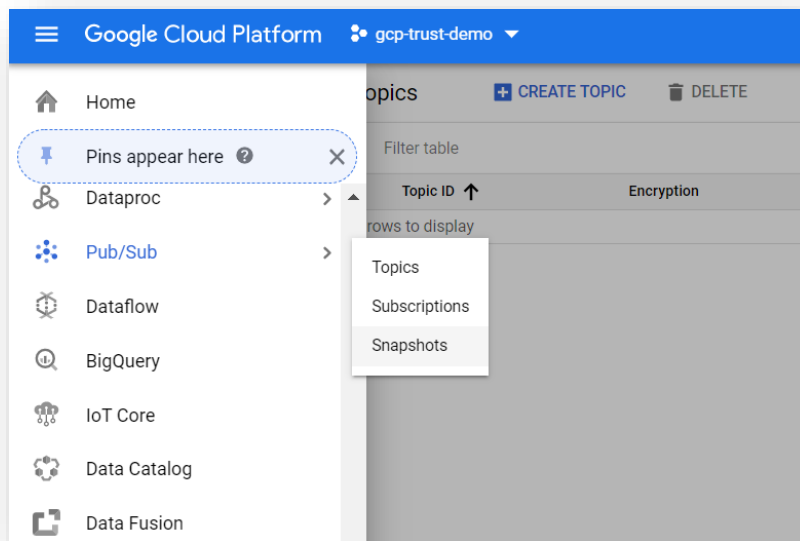 Google Cloud Platform gcp-trust-demo
Home
Pins appear here ?
Dataproc
Pub/Sub
Dataflow
BigQuery
IoT Core
Data Catalog
Data Fusion
Topics
Subscriptions
Snapshots
opics CREATE TOPIC DELETE
Filter table
Topic ID Encryption
rows to display